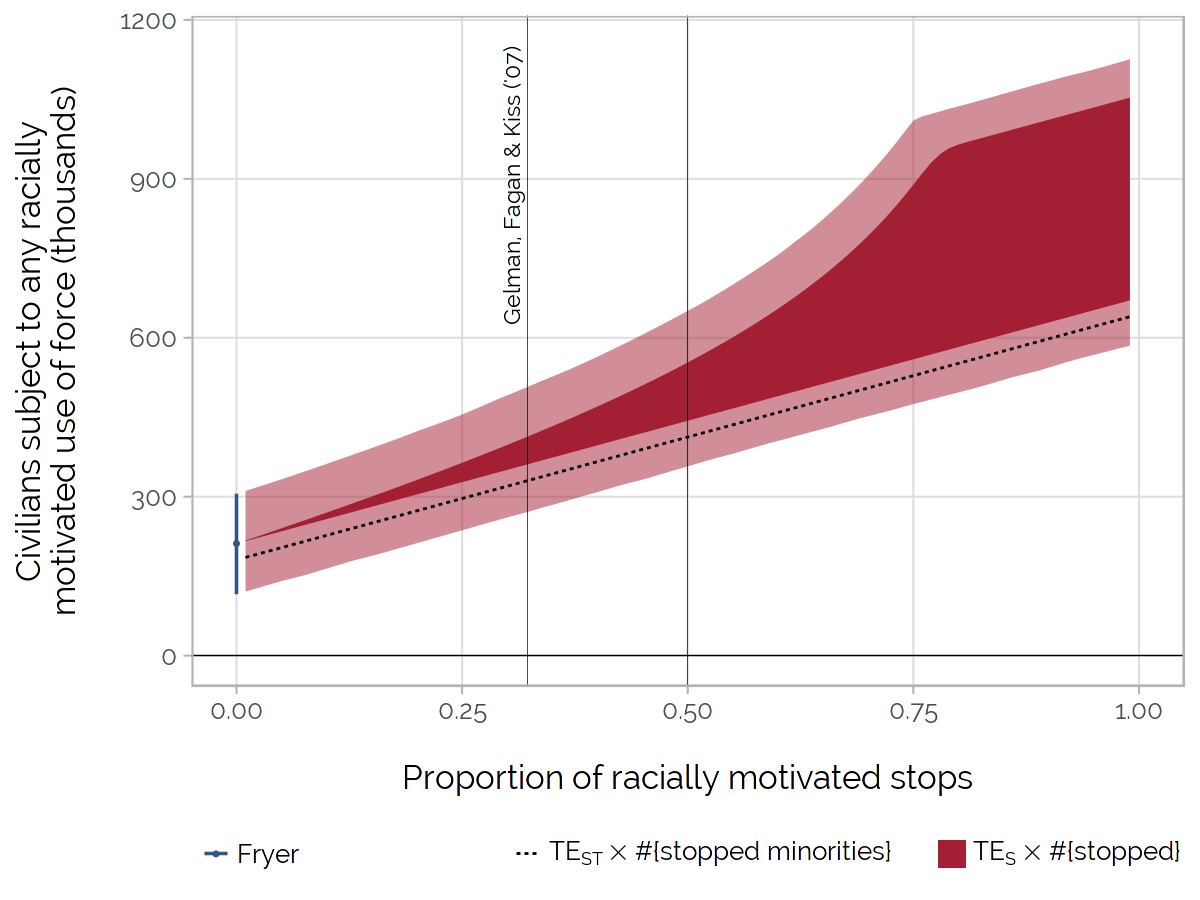 1200
900
600
300
0
Civilians subject to any racially
motivated use of force (thousands)
Gelman, Fagan & Kiss ('07)
0.00 0.25 0.50 0.75 1.00
Proportion of racially motivated stops
Fryer TE_ST × #{stopped minorities} TE_S × #{stopped}